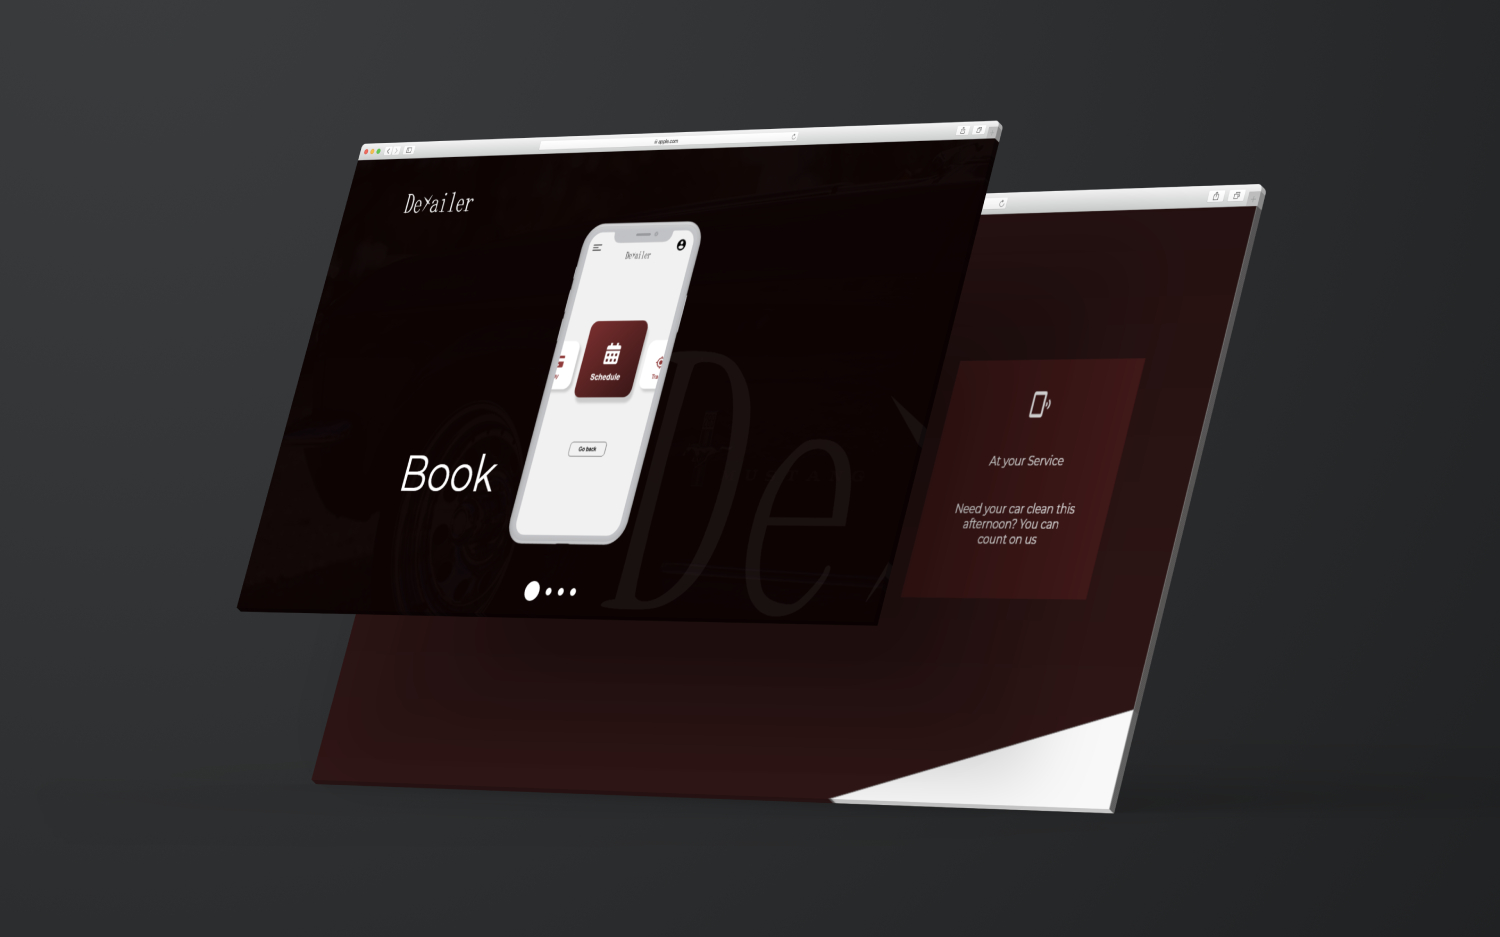 apple.com
Detailer
Detailer
Schedule
Go back
Book
De
At your Service
Need your car clean this
afternoon? You can
count on us